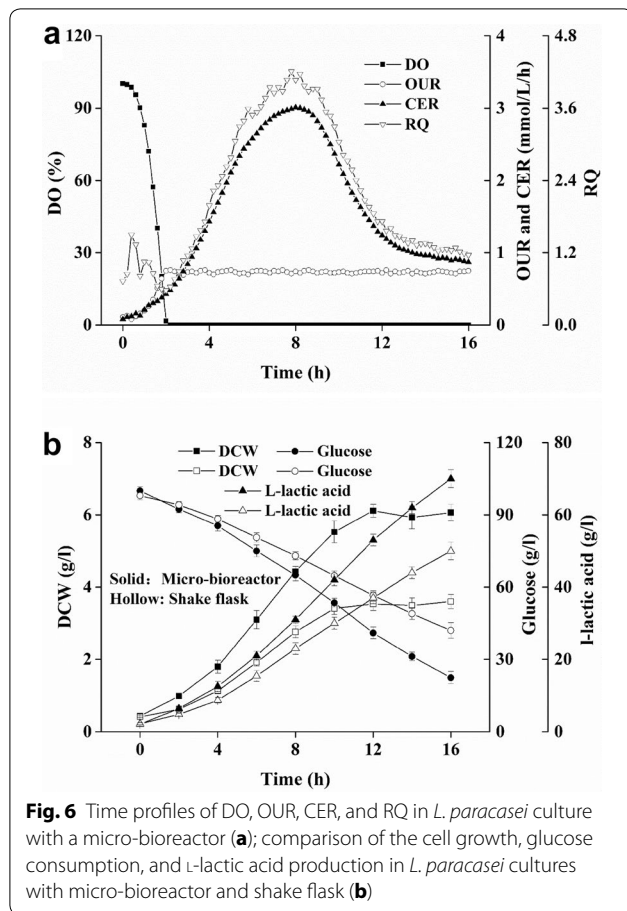 a
120
90
60
30
0
DO (%)
DO
OUR
CER
RQ
4
3
2
1
0
OUR and CER (mmol/L/h)
4.8
3.6
2.4
1.2
0.0
RQ
0 4 8 12 16
Time (h)
b
8
6
4
2
0
DCW (g/l)
DCW Glucose
DCW Glucose
L-lactic acid
L-lactic acid
Solid: Micro-bioreactor
Hollow: Shake flask
120
90
60
30
0
Glucose (g/l)
80
60
40
20
0
l-lactic acid (g/l)
0 4 8 12 16
Time (h)
Fig. 6 Time profiles of DO, OUR, CER, and RQ in L. paracasei culture
with a micro-bioreactor (a); comparison of the cell growth, glucose
consumption, and L-lactic acid production in L. paracasei cultures
with micro-bioreactor and shake flask (b)